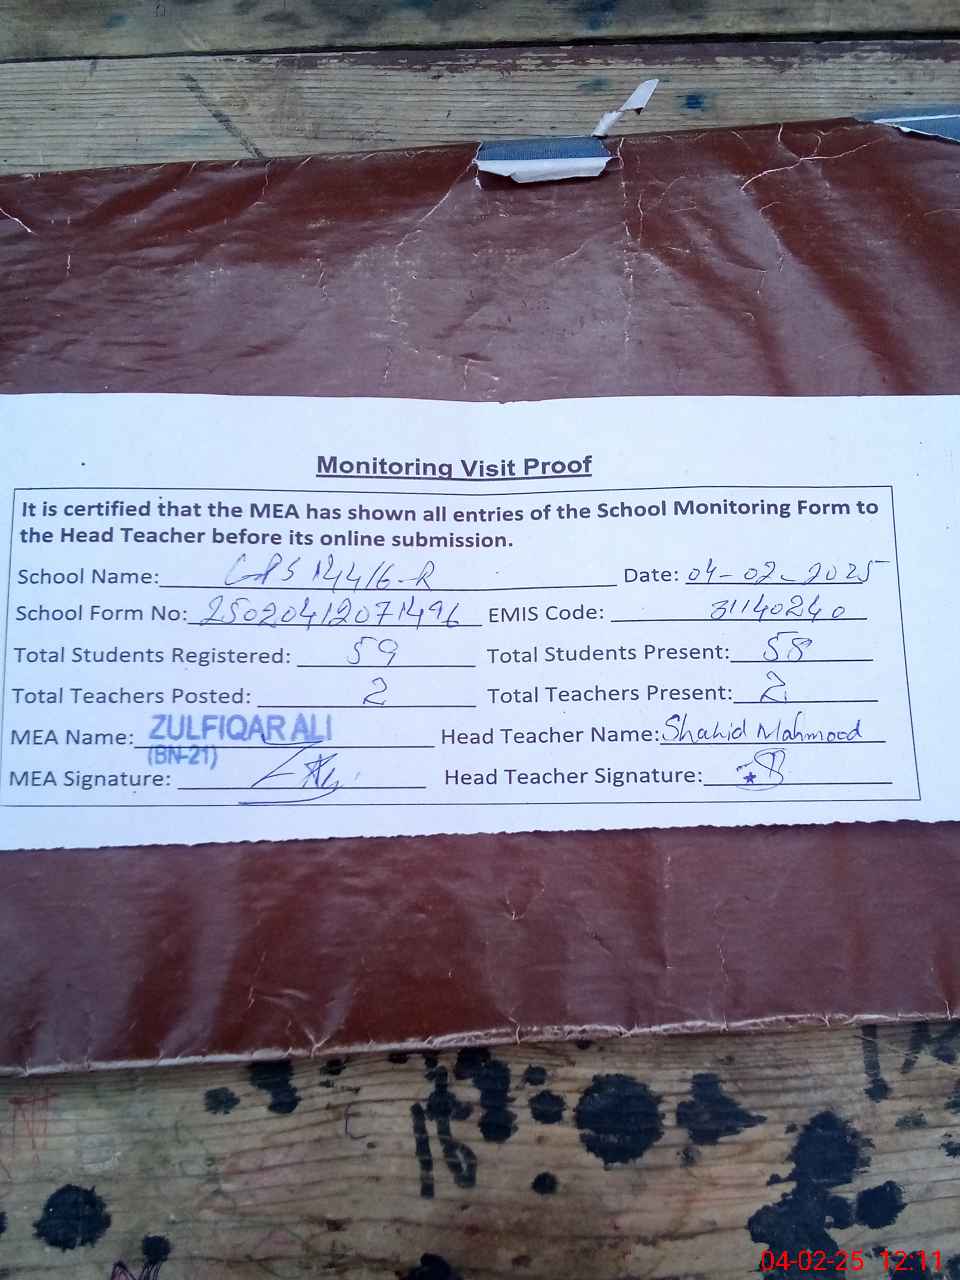 Monitoring Visit Proof
It is certified that the MEA has shown all entries of the School Monitoring Form to
the Head Teacher before its online submission.
School Name: GPS 144/6-R Date: 04-02-2025
School Form No: 25020412071496 EMIS Code: 31140240
Total Students Registered: 59 Total Students Present: 58
Total Teachers Posted: 2 Total Teachers Present: 2
MEA Name: ZULFIQAR ALI Head Teacher Name: Shahid Mahmood
(BN-21)
MEA Signature: Head Teacher Signature:
04-02-25 12:11